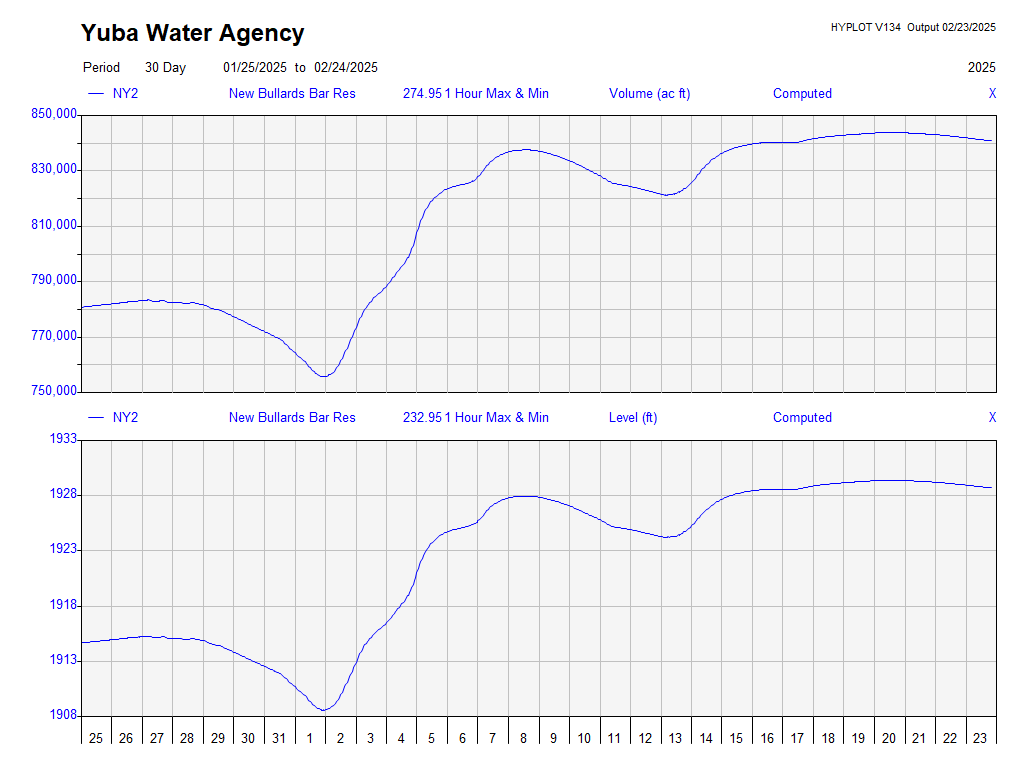 Yuba Water Agency
HYPLOT V134 Output 02/23/2025
Period 30 Day 01/25/2025 to 02/24/2025 2025
NY2 New Bullards Bar Res 274.95 1 Hour Max & Min Volume (ac ft) Computed X
850,000
830,000
810,000
790,000
770,000
750,000
NY2 New Bullards Bar Res 232.95 1 Hour Max & Min Level (ft) Computed X
1933
1928
1923
1918
1913
1908
25 26 27 28 29 30 31 1 2 3 4 5 6 7 8 9 10 11 12 13 14 15 16 17 18 19 20 21 22 23